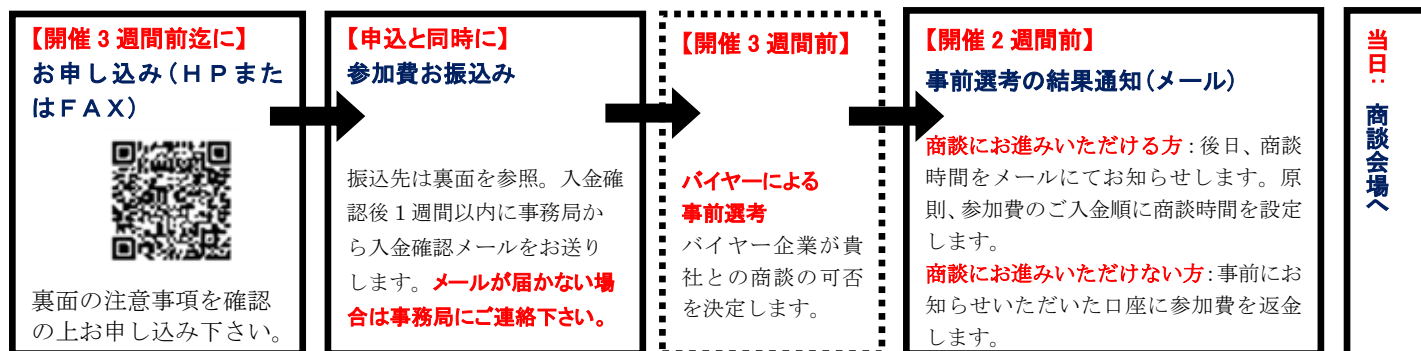 【開催3週間前迄に】
お申し込み（ＨＰまた
はＦＡＸ）
裏面の注意事項を確認
の上お申し込み下さい。
【申込と同時に】
参加費お振込み
振込先は裏面を参照。入金確
認後１週間以内に事務局か
ら入金確認メールをお送り
します。メールが届かない場
合は事務局にご連絡下さい。
【開催3週間前】
バイヤーによる
事前選考
バイヤー企業が貴
社との商談の可否
を決定します。
【開催2週間前】
事前選考の結果通知（メール）
商談にお進みいただける方：後日、商談
時間をメールにてお知らせします。原
則、参加費のご入金順に商談時間を設定
します。
商談にお進みいただけない方：事前にお
知らせいただいた口座に参加費を返金
します。
当日：商談会場へ